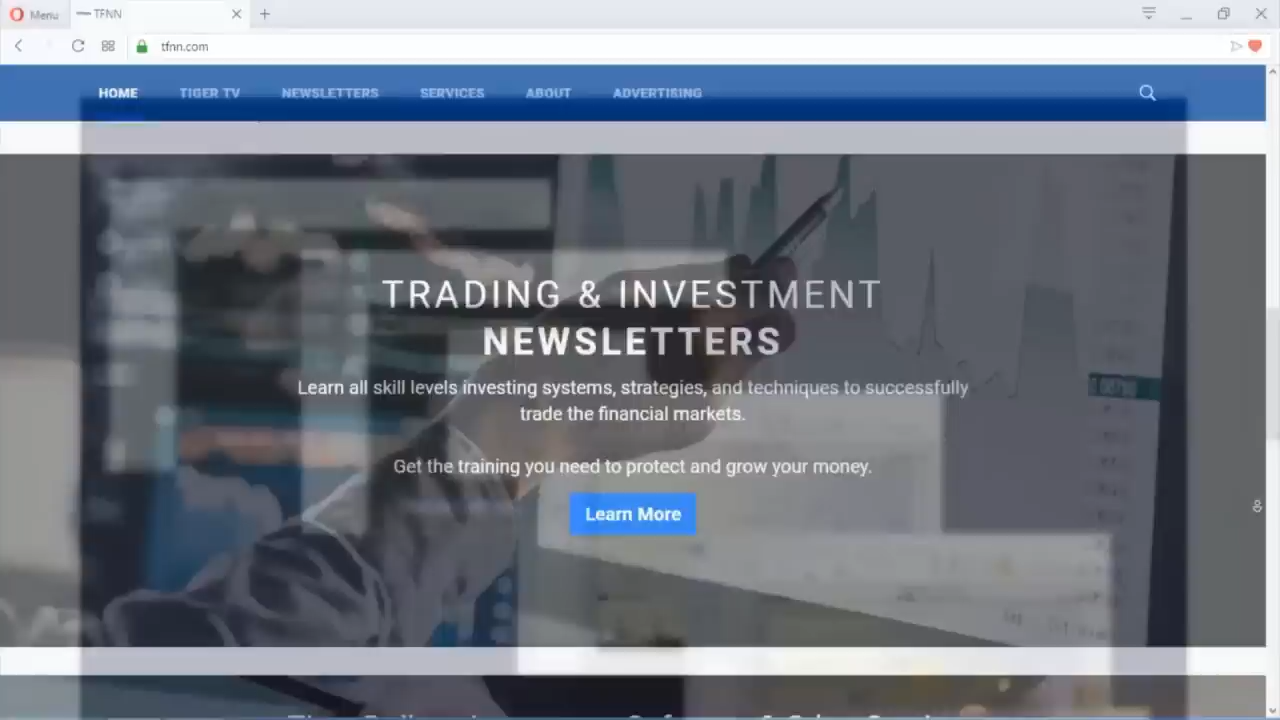 Menu
TFNN
tfnn.com
HOME TIGER TV NEWSLETTERS SERVICES ABOUT ADVERTISING
TRADING & INVESTMENT
NEWSLETTERS
Learn all skill levels investing systems, strategies, and techniques to successfully
trade the financial markets.
Get the training you need to protect and grow your money.
Learn More